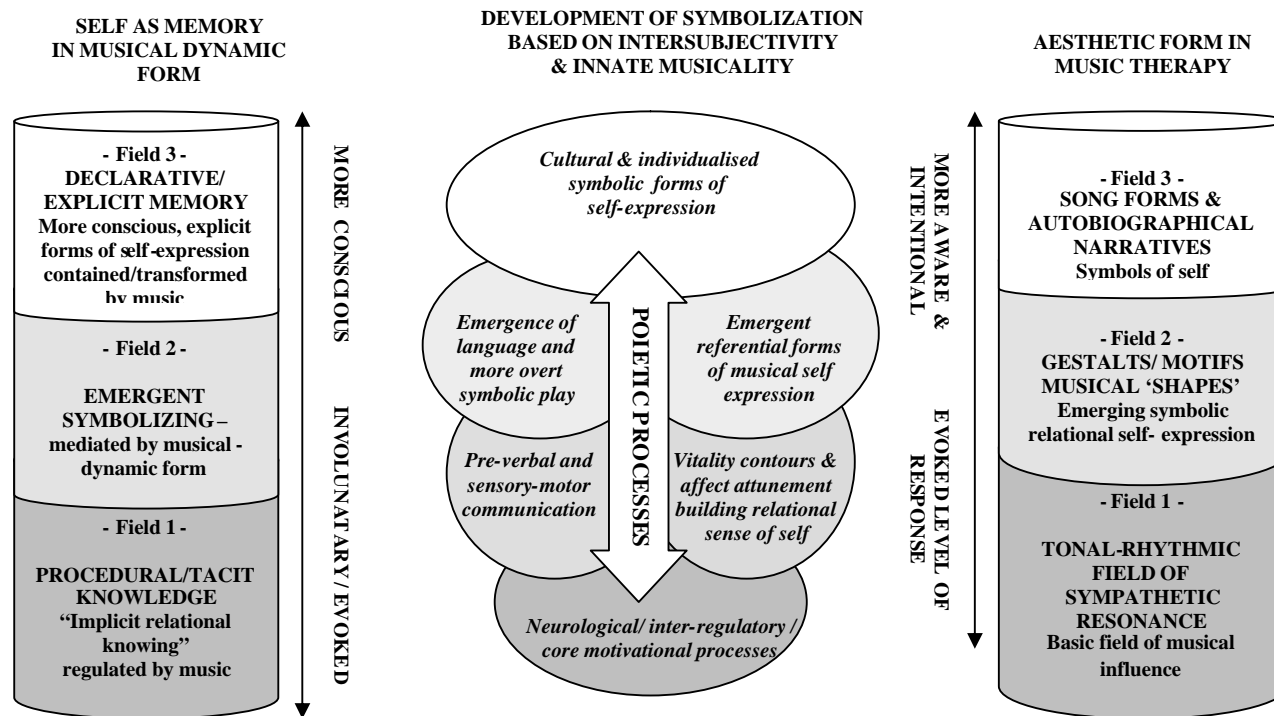 SELF AS MEMORY
IN MUSICAL DYNAMIC
FORM
- Field 3 -
DECLARATIVE/
EXPLICIT MEMORY
More conscious, explicit
forms of self-expression
contained/transformed
by music
- Field 2 -
EMERGENT
SYMBOLIZING –
mediated by musical -
dynamic form
- Field 1 -
PROCEDURAL/TACIT
KNOWLEDGE
“Implicit relational
knowing”
regulated by music
MORE CONSCIOUS
INVOLUNATARY / EVOKED
DEVELOPMENT OF SYMBOLIZATION
BASED ON INTERSUBJECTIVITY
& INNATE MUSICALITY
Cultural & individualised
symbolic forms of
self-expression
Emergence of
language and
more overt
symbolic play
Emergent
referential forms
of musical self
expression
POIETIC PROCESSES
Pre-verbal and
sensory-motor
communication
Vitality contours &
affect attunement
building relational
sense of self
Neurological/ inter-regulatory /
core motivational processes
MORE AWARE &
INTENTIONAL
EVOKED LEVEL OF
RESPONSE
AESTHETIC FORM IN
MUSIC THERAPY
- Field 3 -
SONG FORMS &
AUTOBIOGRAPHICAL
NARRATIVES
Symbols of self
- Field 2 -
GESTALTS/ MOTIFS
MUSICAL ‘SHAPES’
Emerging symbolic
relational self- expression
- Field 1 -
TONAL-RHYTHMIC
FIELD OF
SYMPATHETIC
RESONANCE
Basic field of musical
influence